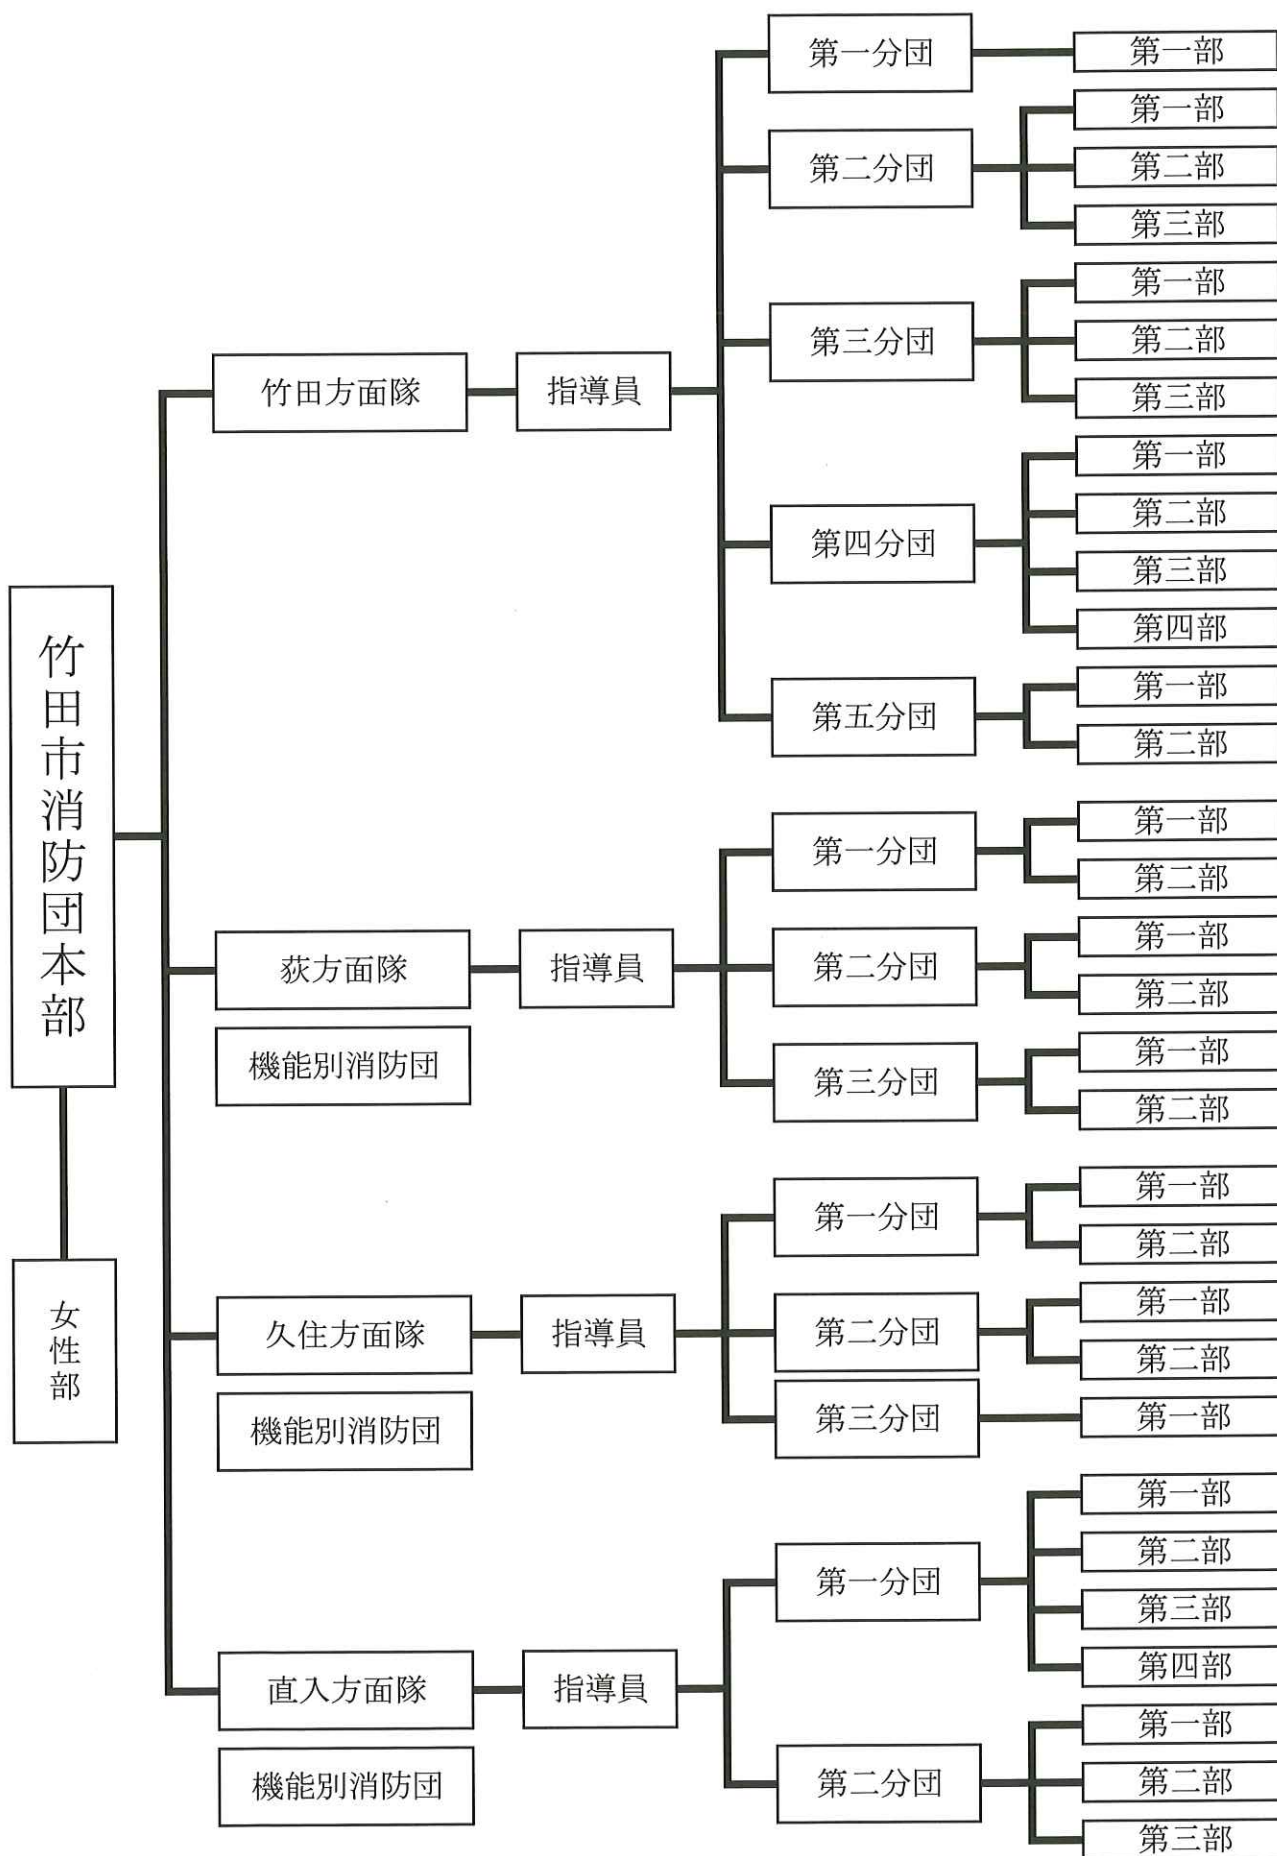 竹田市消防団本部
女性部
竹田方面隊
指導員
第一分団
第一部
第二分団
第一部
第二部
第三部
第三分団
第一部
第二部
第三部
第四分団
第一部
第二部
第三部
第四部
第五分団
第一部
第二部
荻方面隊
機能別消防団
指導員
第一分団
第一部
第二部
第二分団
第一部
第二部
第三分団
第一部
第二部
久住方面隊
機能別消防団
指導員
第一分団
第一部
第二部
第二分団
第一部
第二部
第三分団
第一部
直入方面隊
機能別消防団
指導員
第一分団
第一部
第二部
第三部
第四部
第二分団
第一部
第二部
第三部